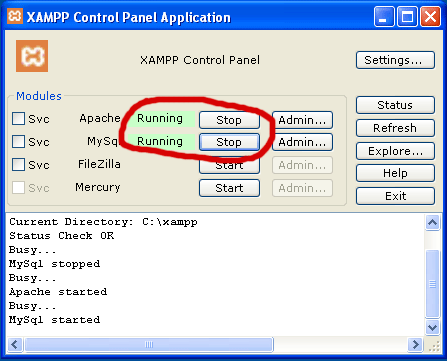 XAMPP Control Panel Application
XAMPP Control Panel
Settings...
Modules
Svc Apache Running Stop Admin...
Svc MySql Running Stop Admin...
Svc FileZilla Start Admin...
Svc Mercury Start Admin...
Status
Refresh
Explore...
Help
Exit
Current Directory: C:\xampp
Status Check OK
Busy...
MySql stopped
Busy...
Apache started
Busy...
MySql started